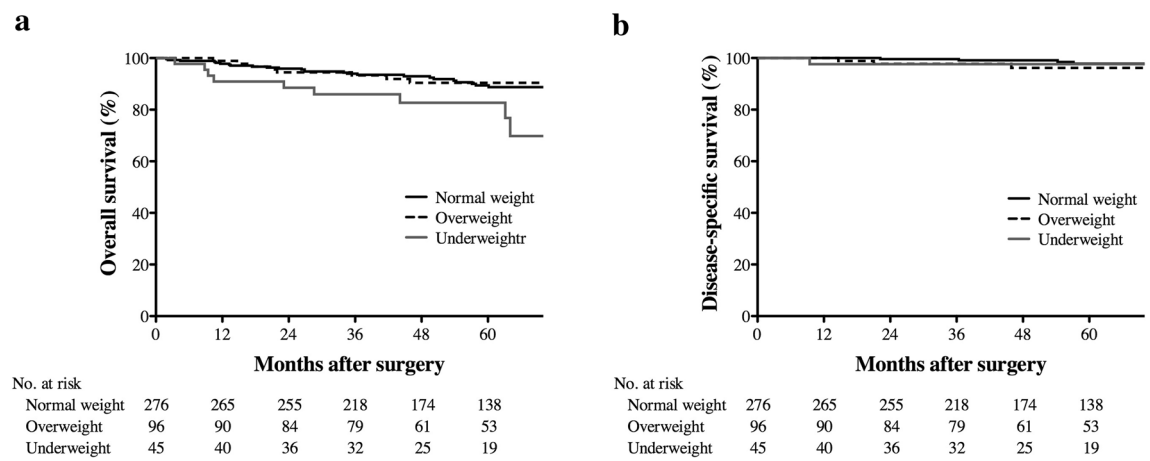 a
Overall survival (%)
100
80
60
40
20
0
Normal weight
Overweight
Underweightr
0 12 24 36 48 60
Months after surgery
No. at risk
Normal weight 276 265 255 218 174 138
Overweight 96 90 84 79 61 53
Underweight 45 40 36 32 25 19
b
Disease-specific survival (%)
100
80
60
40
20
0
Normal weight
Overweight
Underweight
0 12 24 36 48 60
Months after surgery
No. at risk
Normal weight 276 265 255 218 174 138
Overweight 96 90 84 79 61 53
Underweight 45 40 36 32 25 19